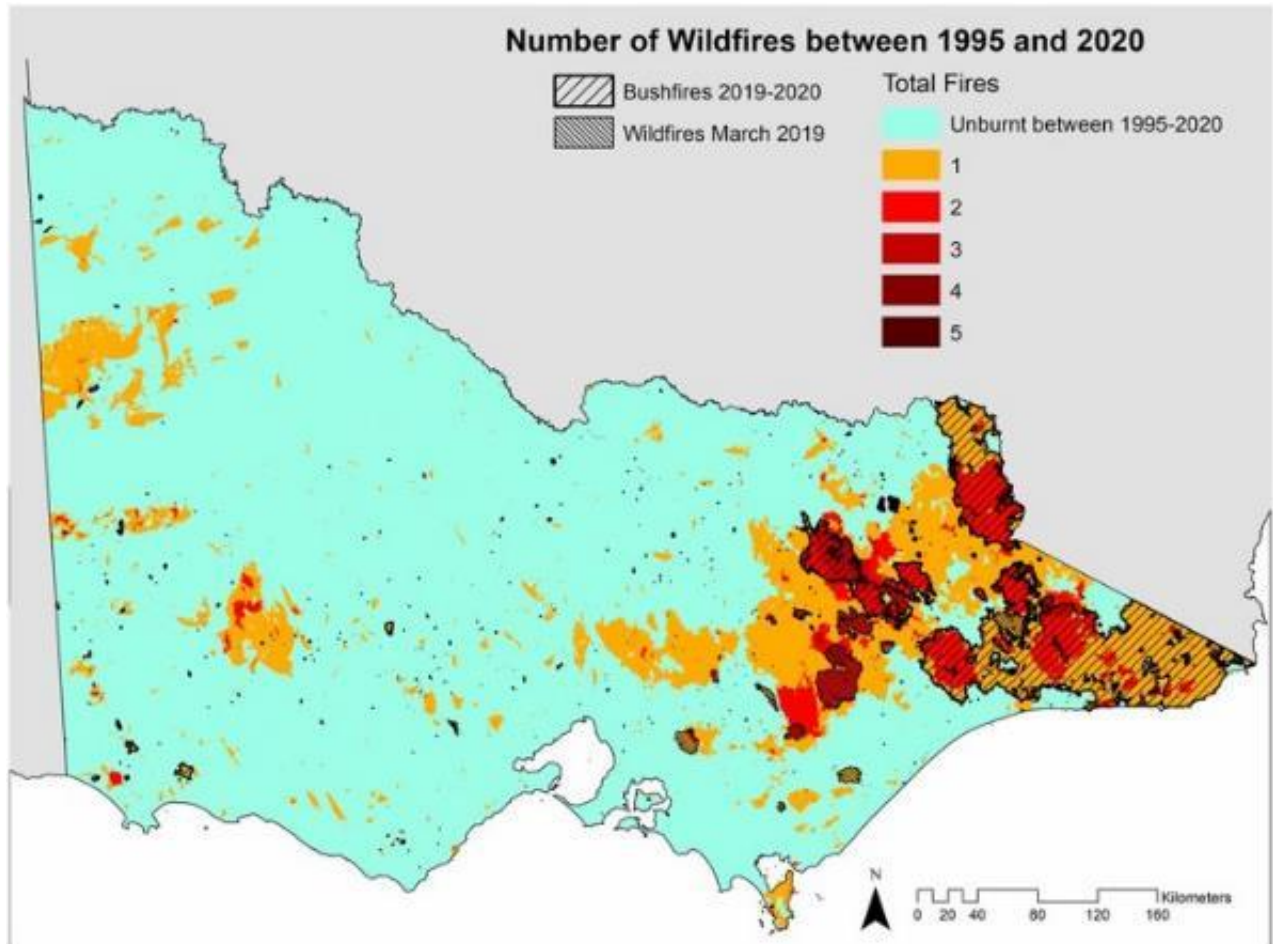 Number of Wildfires between 1995 and 2020
Bushfires 2019-2020
Wildfires March 2019
Total Fires
Unburnt between 1995-2020
1
2
3
4
5
N
Kilometers
0 20 40 80 120 160